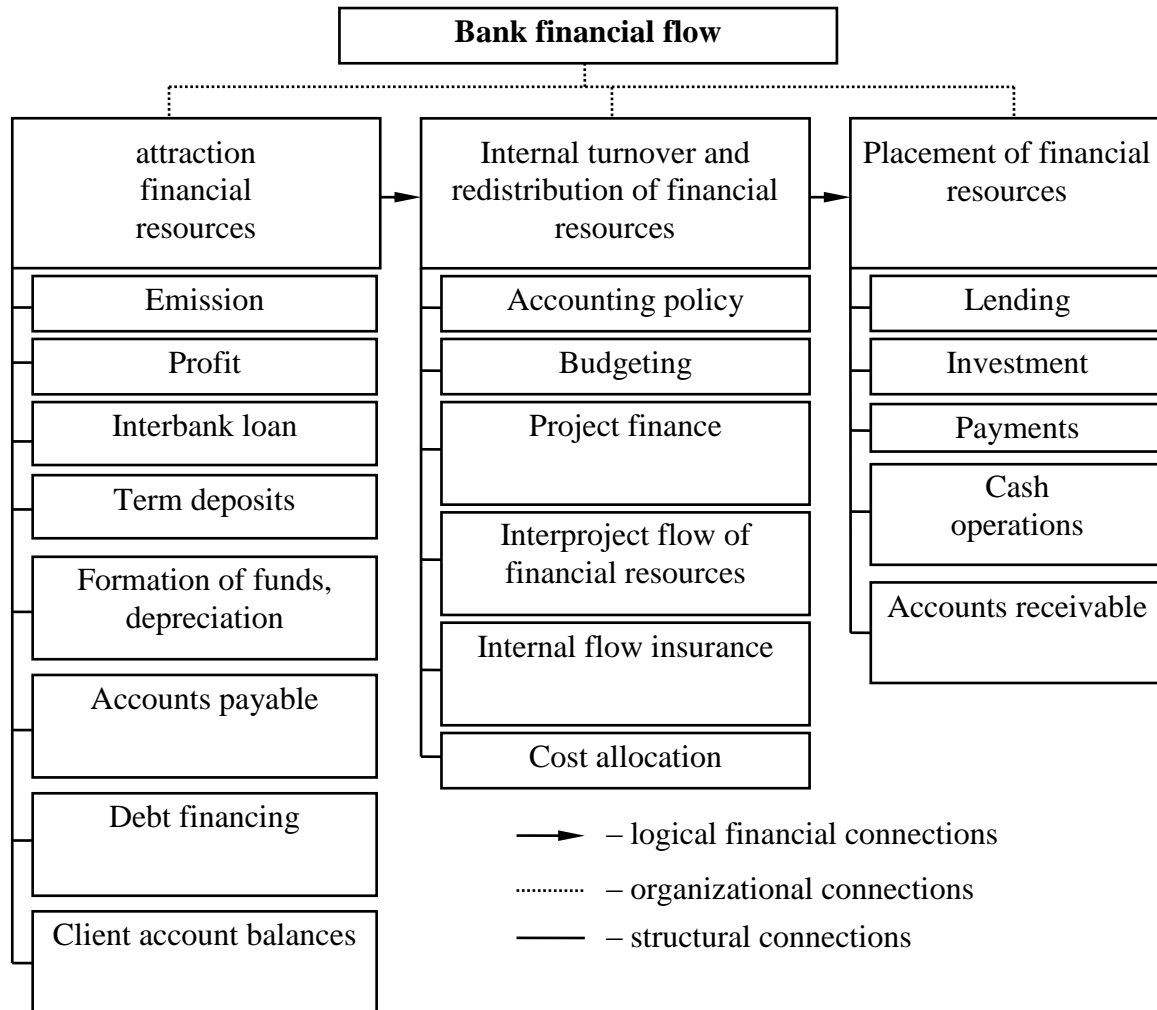 Bank financial flow
attraction
financial
resources
Internal turnover and
redistribution of financial
resources
Placement of financial
resources
Emission
Profit
Interbank loan
Term deposits
Formation of funds,
depreciation
Accounts payable
Debt financing
Client account balances
Accounting policy
Budgeting
Project finance
Interproject flow of
financial resources
Internal flow insurance
Cost allocation
Lending
Investment
Payments
Cash
operations
Accounts receivable
– logical financial connections
– organizational connections
– structural connections